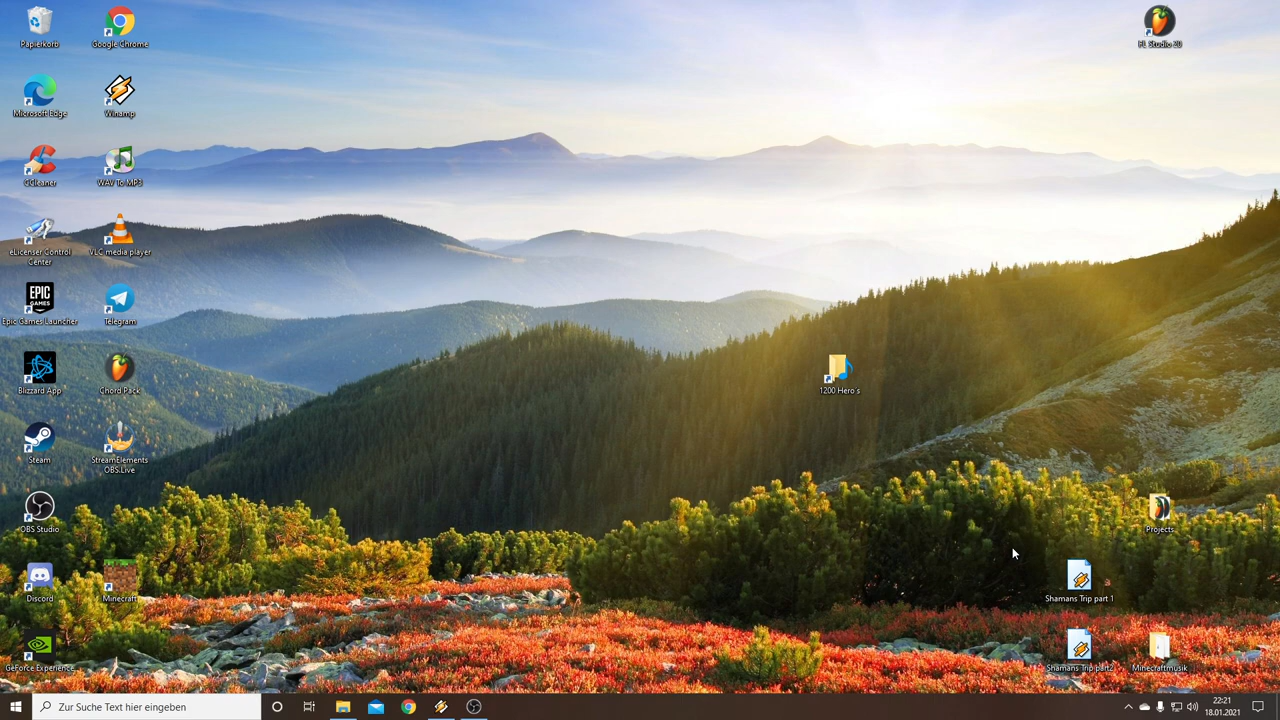 Papierkorb
Google Chrome
FL Studio 20
Microsoft Edge
Winamp
CCleaner
WAV To MP3
eLicenser Control
Center
VLC media player
EPIC
GAMES
Epic Games Launcher
Telegram
Blizzard App
Chord Pack
1200 Hero´s
Steam
StreamElements
OBS.Live
OBS Studio
Projects
Discord
Minecraft
Shamans Trip part 1
GeForce Experience
Shamans Trip part2
Minecraftmusik
Zur Suche Text hier eingeben
22:21
18.01.2021